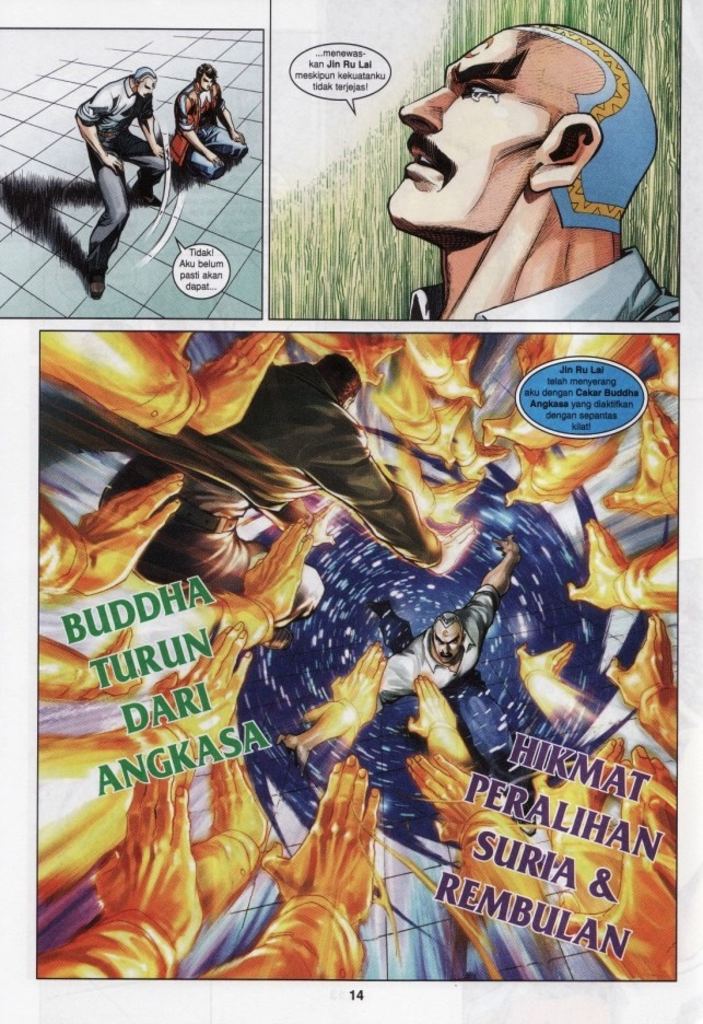 Tidak!
Aku belum
pasti akan
dapat...
...menewas-
kan Jin Ru Lai
meskipun kekuatanku
tidak terjejas!
Jin Ru Lai
telah menyerang
aku dengan Cakar Buddha
Angkasa yang diaktifkan
dengan sepantas
kilat!
BUDDHA
TURUN
DARI
ANGKASA
HIKMAT
PERALIHAN
SURIA &
REMBULAN
14